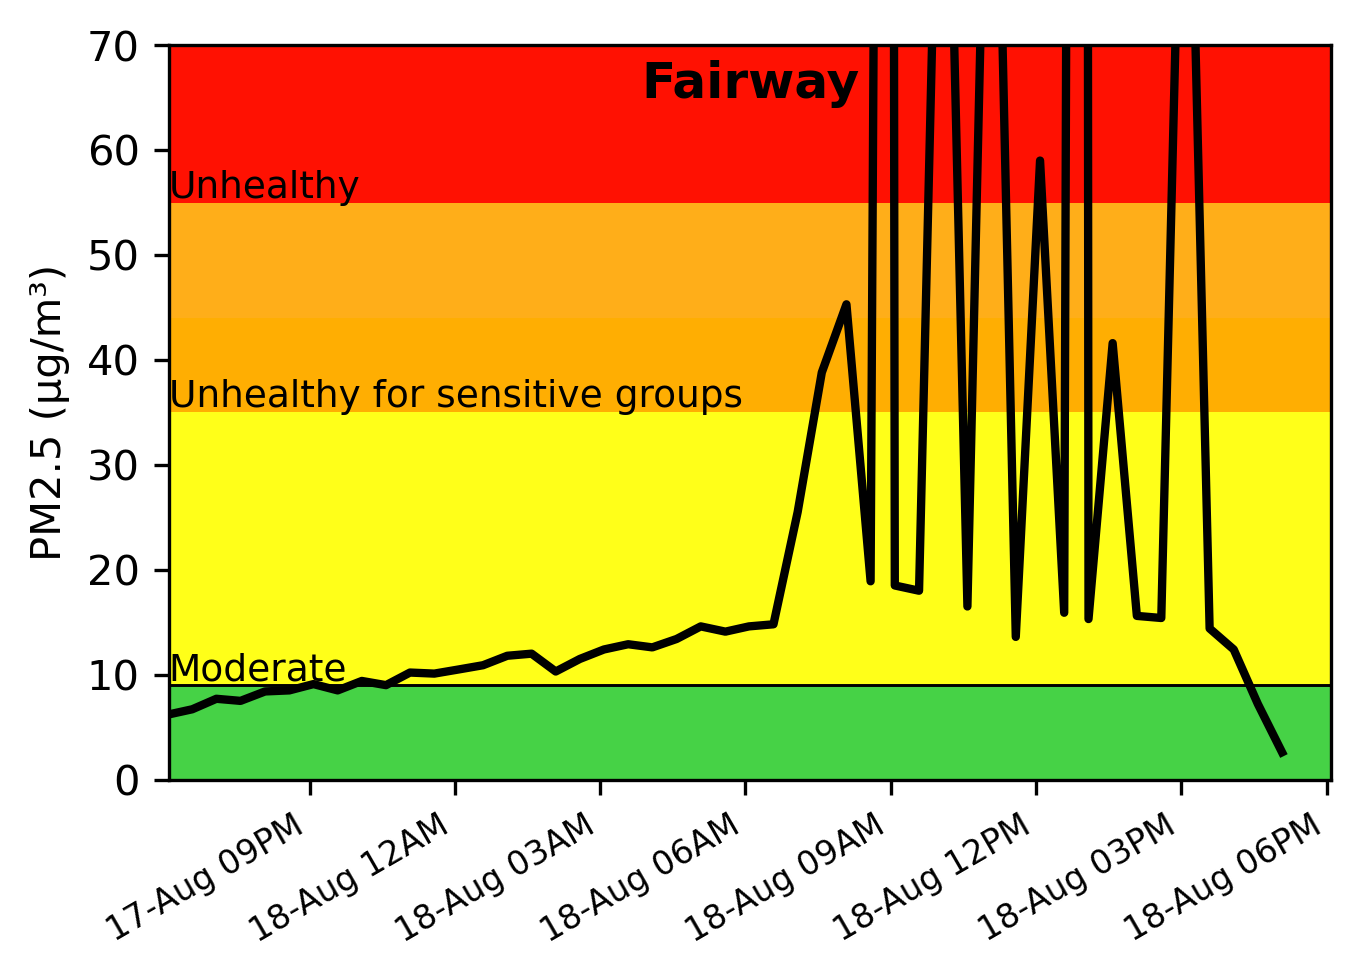 Fairway
70
60
50
40
30
20
10
0
PM2.5 (µg/m³)
Unhealthy
Unhealthy for sensitive groups
Moderate
17-Aug 09PM
18-Aug 12AM
18-Aug 03AM
18-Aug 06AM
18-Aug 09AM
18-Aug 12PM
18-Aug 03PM
18-Aug 06PM